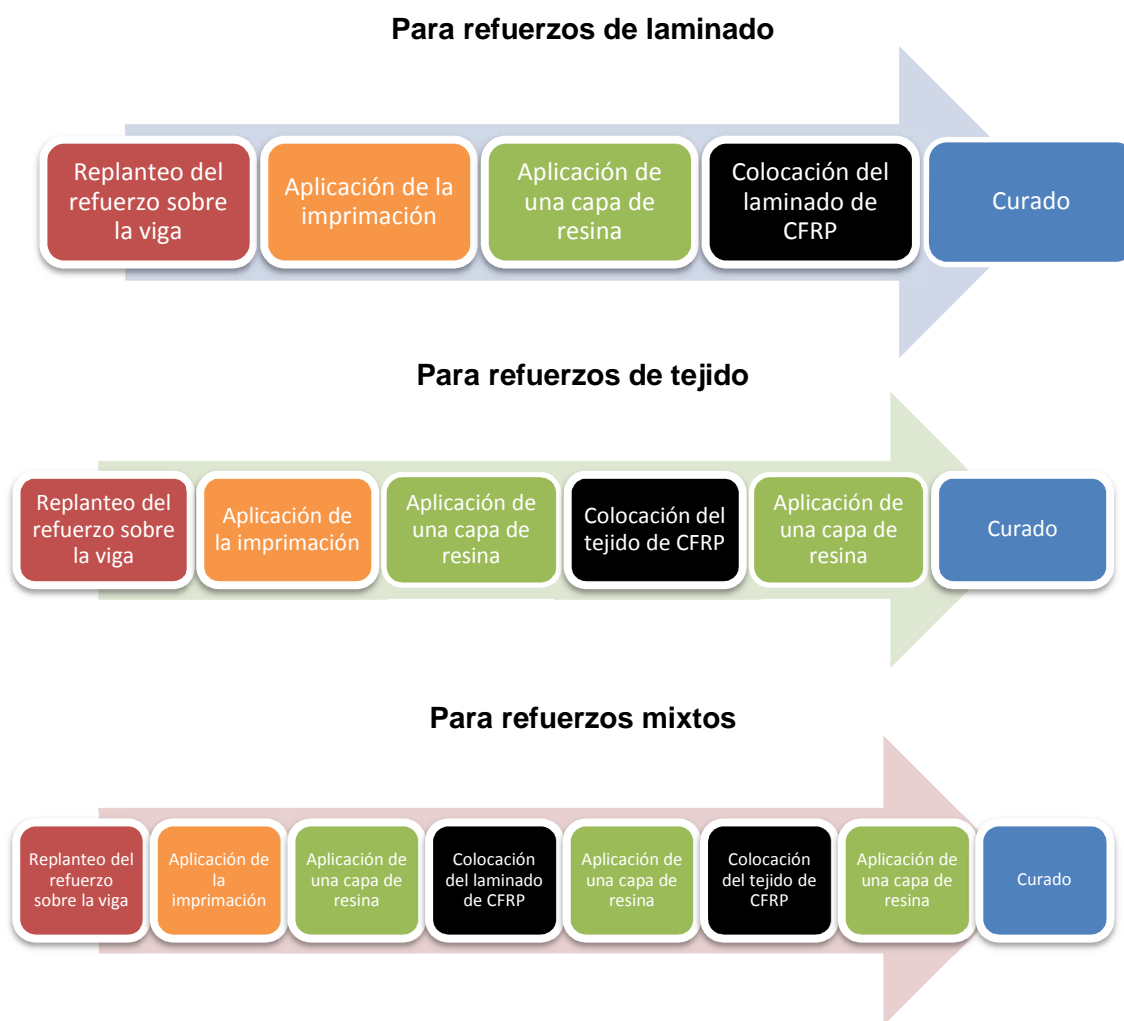 Para refuerzos de laminado
Replanteo del
refuerzo sobre
la viga
Aplicación de la
imprimación
Aplicación de
una capa de
resina
Colocación del
laminado de
CFRP
Curado
Para refuerzos de tejido
Replanteo del
refuerzo sobre
la viga
Aplicación de
la imprimación
Aplicación de
una capa de
resina
Colocación del
tejido de CFRP
Aplicación de
una capa de
resina
Curado
Para refuerzos mixtos
Replanteo del
refuerzo
sobre la viga
Aplicación de
la
imprimación
Aplicación de
una capa de
resina
Colocación
del laminado
de CFRP
Aplicación de
una capa de
resina
Colocación
del tejido de
CFRP
Aplicación de
una capa de
resina
Curado